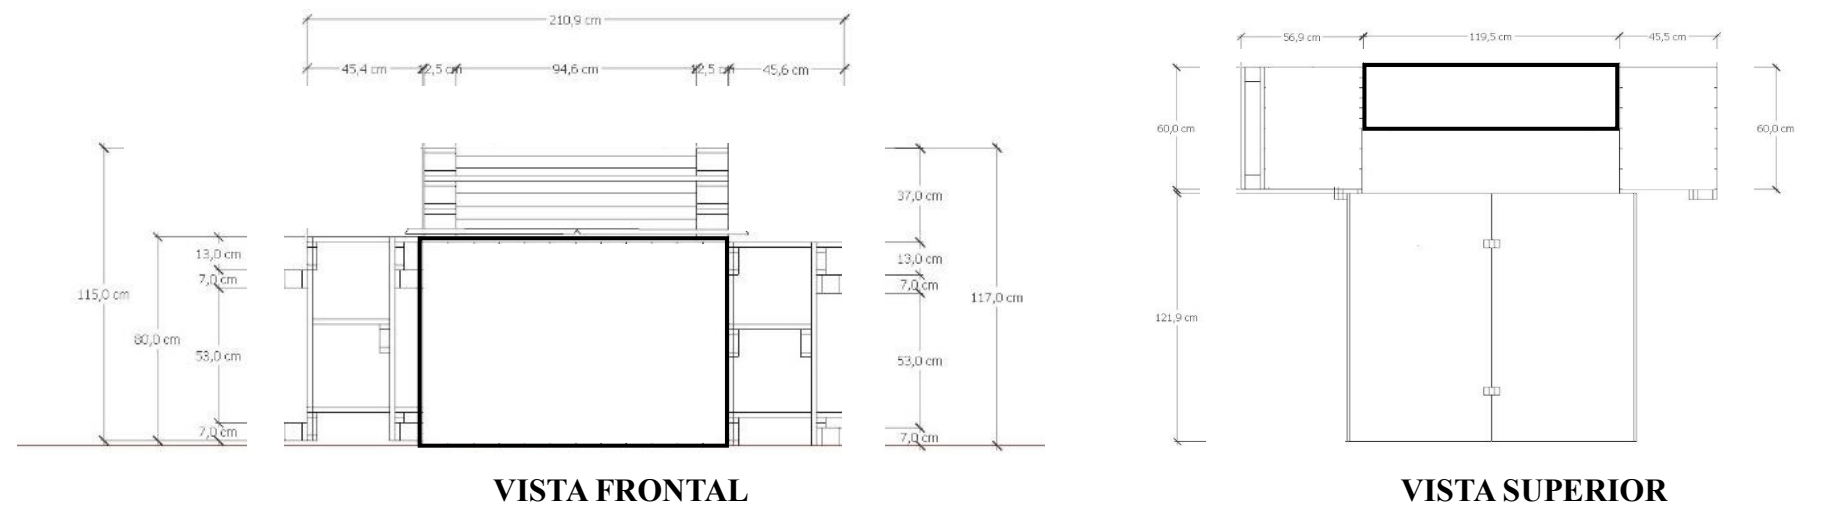 210,9 cm
45,4 cm 12,5 cm 94,6 cm 12,5 cm 45,6 cm
115,0 cm
80,0 cm
13,0 cm
7,0 cm
53,0 cm
7,0 cm
37,0 cm
13,0 cm
7,0 cm
53,0 cm
7,0 cm
117,0 cm
VISTA FRONTAL
56,9 cm 119,5 cm 45,5 cm
60,0 cm
60,0 cm
121,9 cm
VISTA SUPERIOR